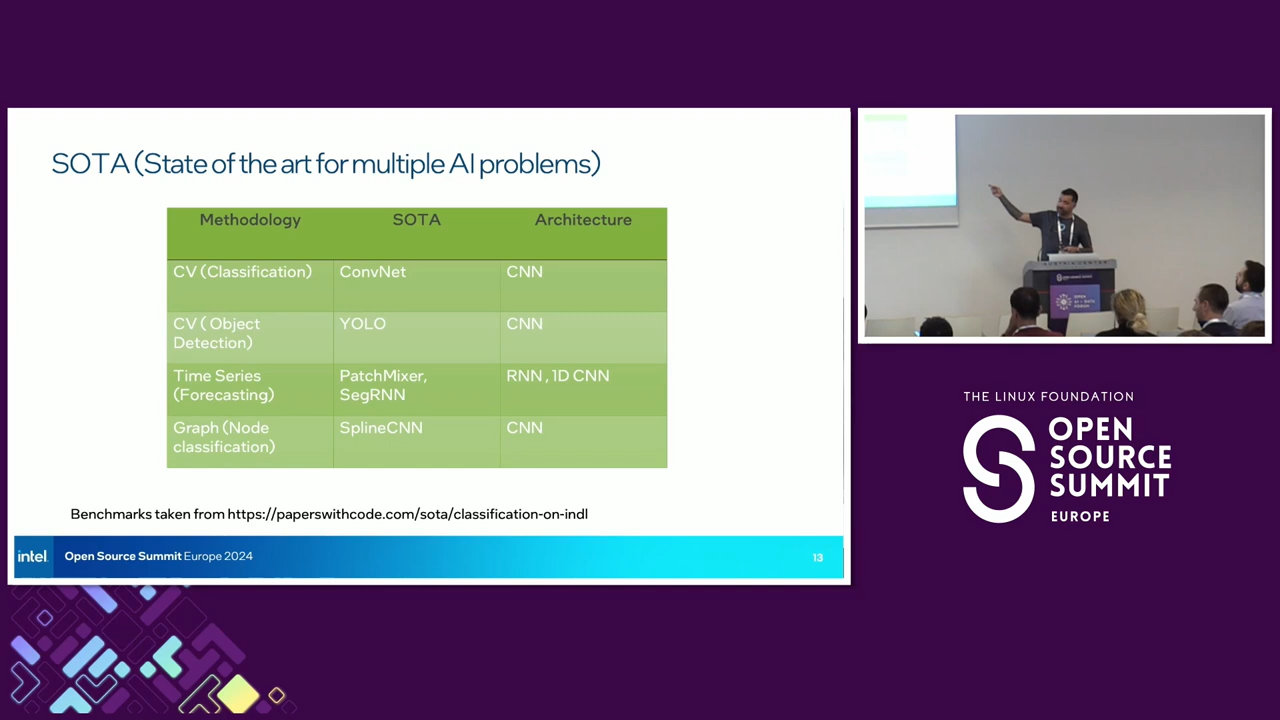 SOTA (State of the art for multiple AI problems)
Methodology SOTA Architecture
CV (Classification) ConvNet CNN
CV ( Object Detection) YOLO CNN
Time Series (Forecasting) PatchMixer, SegRNN RNN , 1D CNN
Graph (Node classification) SplineCNN CNN
Benchmarks taken from https://paperswithcode.com/sota/classification-on-indl
intel. Open Source Summit Europe 2024 13
AUSTRIA CENTER
THE LINUX FOUNDATION
OPEN
SOURCE
SUMMIT
EUROPE